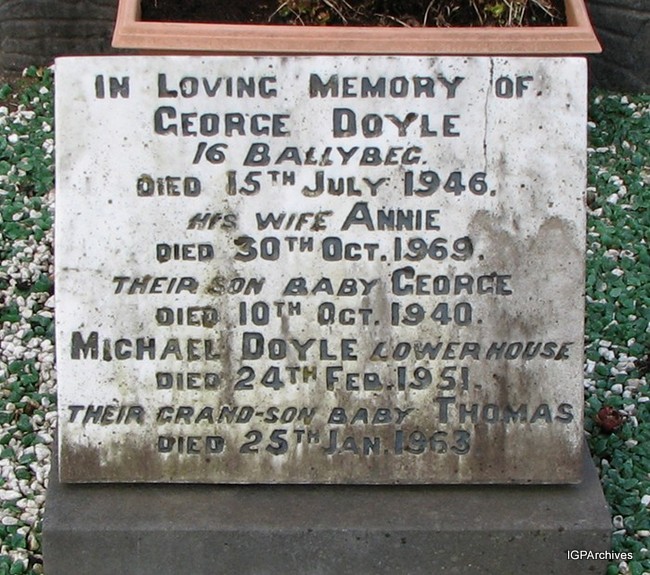 IN LOVING MEMORY OF.
GEORGE DOYLE
16 BALLYBEG.
DIED 15TH JULY 1946.
HIS WIFE ANNIE
DIED 30TH OCT. 1969.
THEIR SON BABY GEORGE
DIED 10TH OCT. 1940.
MICHAEL DOYLE LOWER HOUSE
DIED 24TH FEB. 1951.
THEIR GRAND-SON BABY THOMAS
DIED 25TH JAN. 1963
IGPArchives